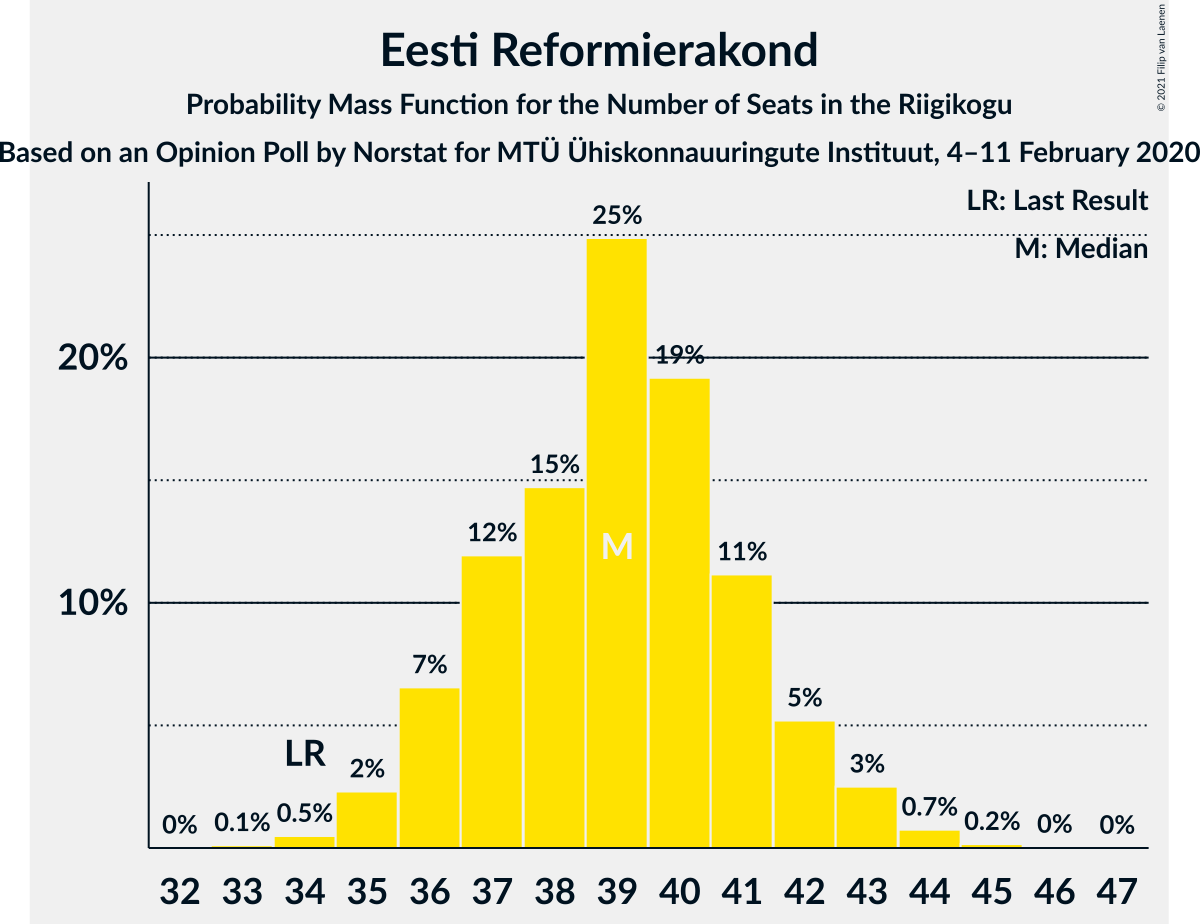 Eesti Reformierakond
Probability Mass Function for the Number of Seats in the Riigikogu
Based on an Opinion Poll by Norstat for MTÜ Ühiskonnauuringute Instituut, 4–11 February 2020
© 2021 Filip van Laenen
LR: Last Result
M: Median
25%
20%
19%
15%
12%
M
11%
10%
7%
5%
LR
2%
3%
0%
0.1%
0.5%
0.7%
0.2%
0%
0%
32 33 34 35 36 37 38 39 40 41 42 43 44 45 46 47